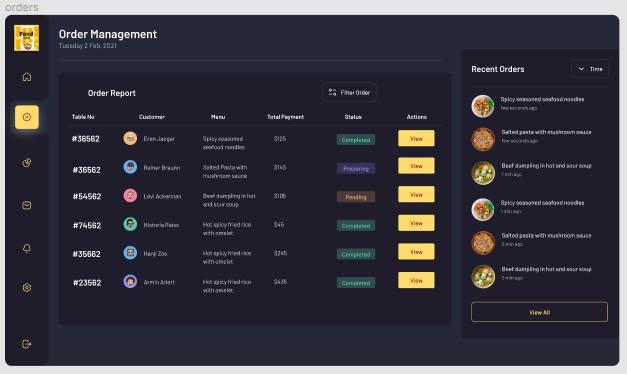 orders
Food
Order Management
Tuesday 2 Feb, 2021
Order Report
Filter Order
Table No
Customer
Menu
Total Payment
Status
Actions
#36562
Eren Jaegar
Spicy seasoned
seafood noodles
$125
Completed
View
#36562
Reiner Braunn
Salted Pasta with
mushroom sauce
$145
Preparing
View
#54562
Levi Ackerman
Beef dumpling in hot
and sour soup
$105
Pending
View
#74562
Historia Reiss
Hot spicy fried rice
with omelet
$45
Completed
View
#35662
Hanji Zoe
Hot spicy fried rice
with omelet
$245
Completed
View
#23562
Armin Arlert
Hot spicy fried rice
with omelet
$435
Completed
View
Recent Orders
Time
Spicy seasoned seafood noodles
few seconds ago
Salted pasta with mushroom sauce
few seconds ago
Beef dumpling in hot and sour soup
1 min ago
Spicy seasoned seafood noodles
1 min ago
Salted pasta with mushroom sauce
2 min ago
Beef dumpling in hot and sour soup
3 min ago
View All